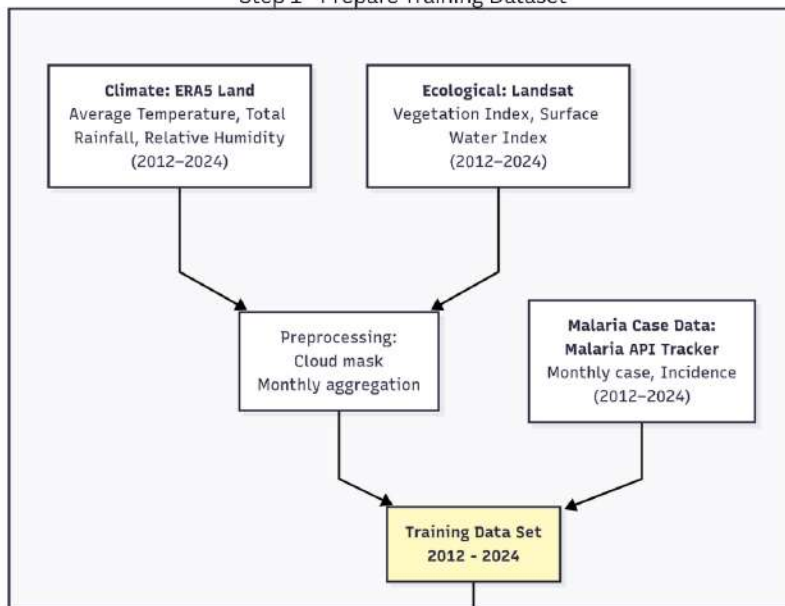 Step 1 - Prepare Training Dataset
Climate: ERA5 Land
Average Temperature, Total
Rainfall, Relative Humidity
(2012–2024)
Ecological: Landsat
Vegetation Index, Surface
Water Index
(2012–2024)
Preprocessing:
Cloud mask
Monthly aggregation
Malaria Case Data:
Malaria API Tracker
Monthly case, Incidence
(2012–2024)
Training Data Set
2012 - 2024